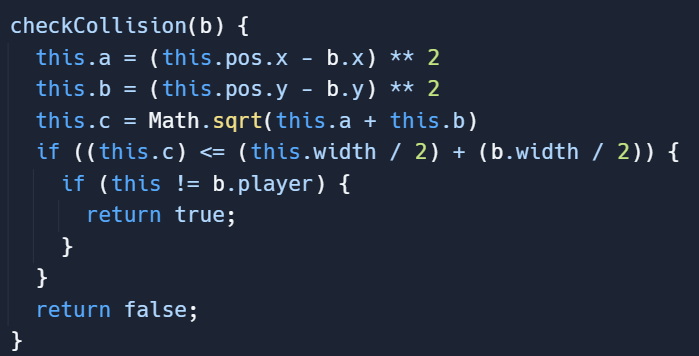 checkCollision(b) {
  this.a = (this.pos.x - b.x) ** 2
  this.b = (this.pos.y - b.y) ** 2
  this.c = Math.sqrt(this.a + this.b)
  if ((this.c) <= (this.width / 2) + (b.width / 2)) {
    if (this != b.player) {
      return true;
    }
  }
  return false;
}